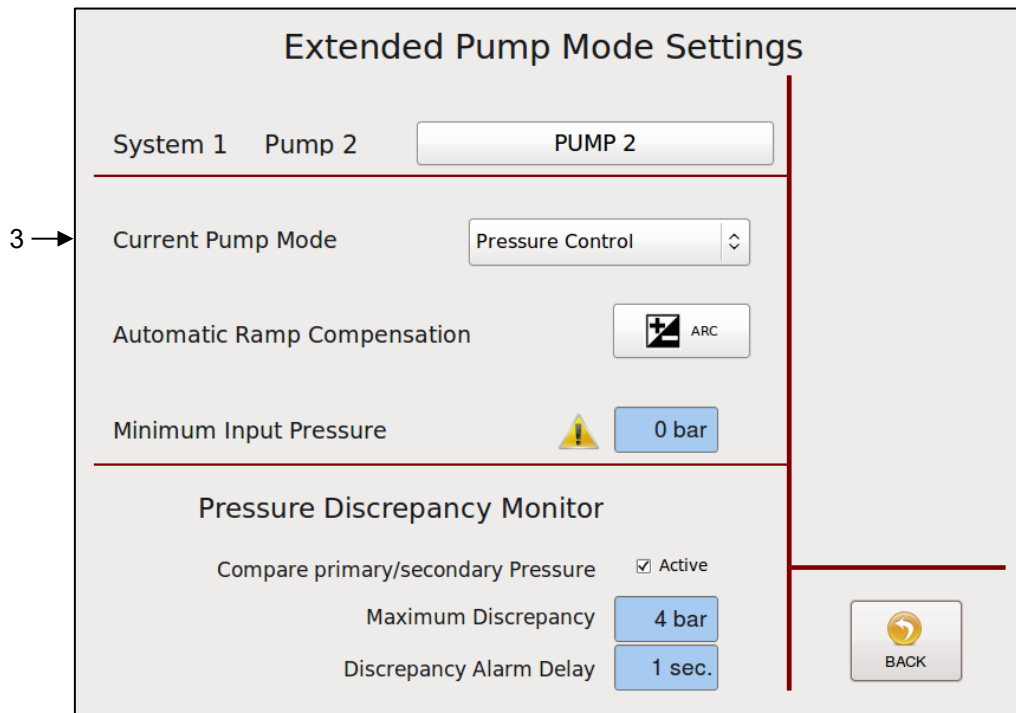 Extended Pump Mode Settings
System 1 Pump 2 PUMP 2
3 Current Pump Mode Pressure Control
Automatic Ramp Compensation ARC
Minimum Input Pressure 0 bar
Pressure Discrepancy Monitor
Compare primary/secondary Pressure Active
Maximum Discrepancy 4 bar
Discrepancy Alarm Delay 1 sec.
BACK